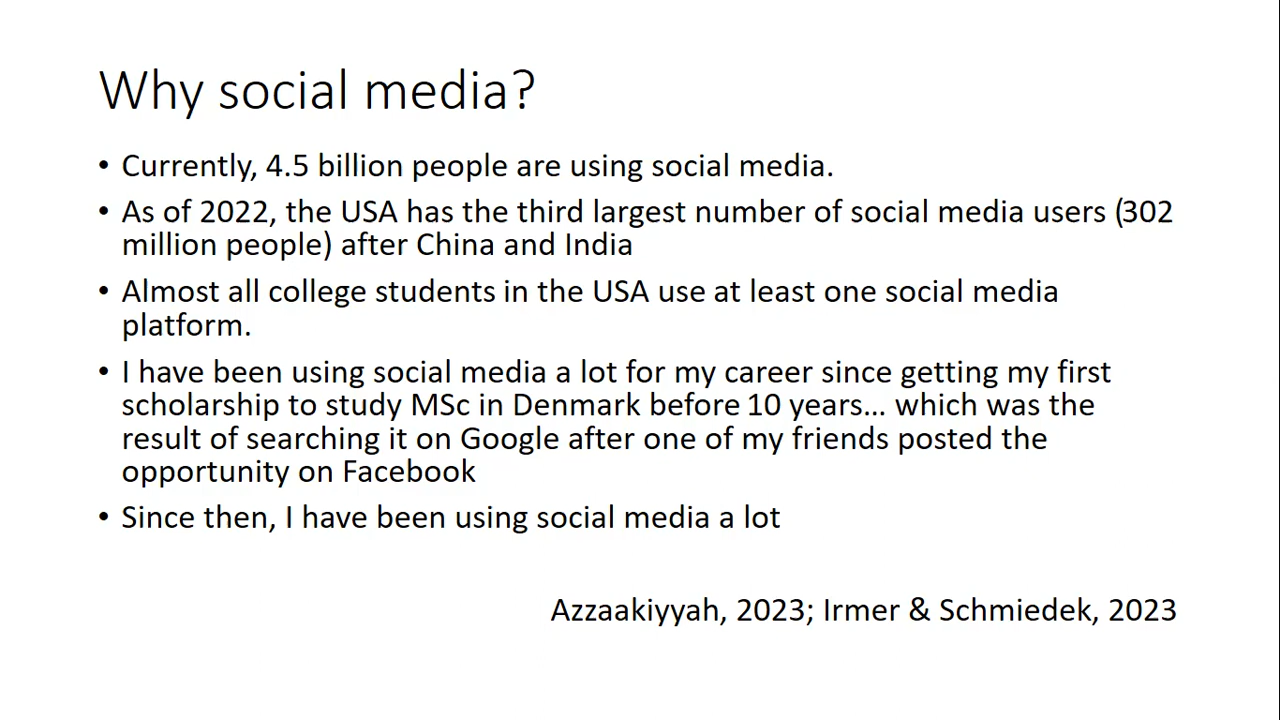 Why social media?
• Currently, 4.5 billion people are using social media.
• As of 2022, the USA has the third largest number of social media users (302
million people) after China and India
• Almost all college students in the USA use at least one social media
platform.
• I have been using social media a lot for my career since getting my first
scholarship to study MSc in Denmark before 10 years... which was the
result of searching it on Google after one of my friends posted the
opportunity on Facebook
• Since then, I have been using social media a lot
Azzaakiyyah, 2023; Irmer & Schmiedek, 2023